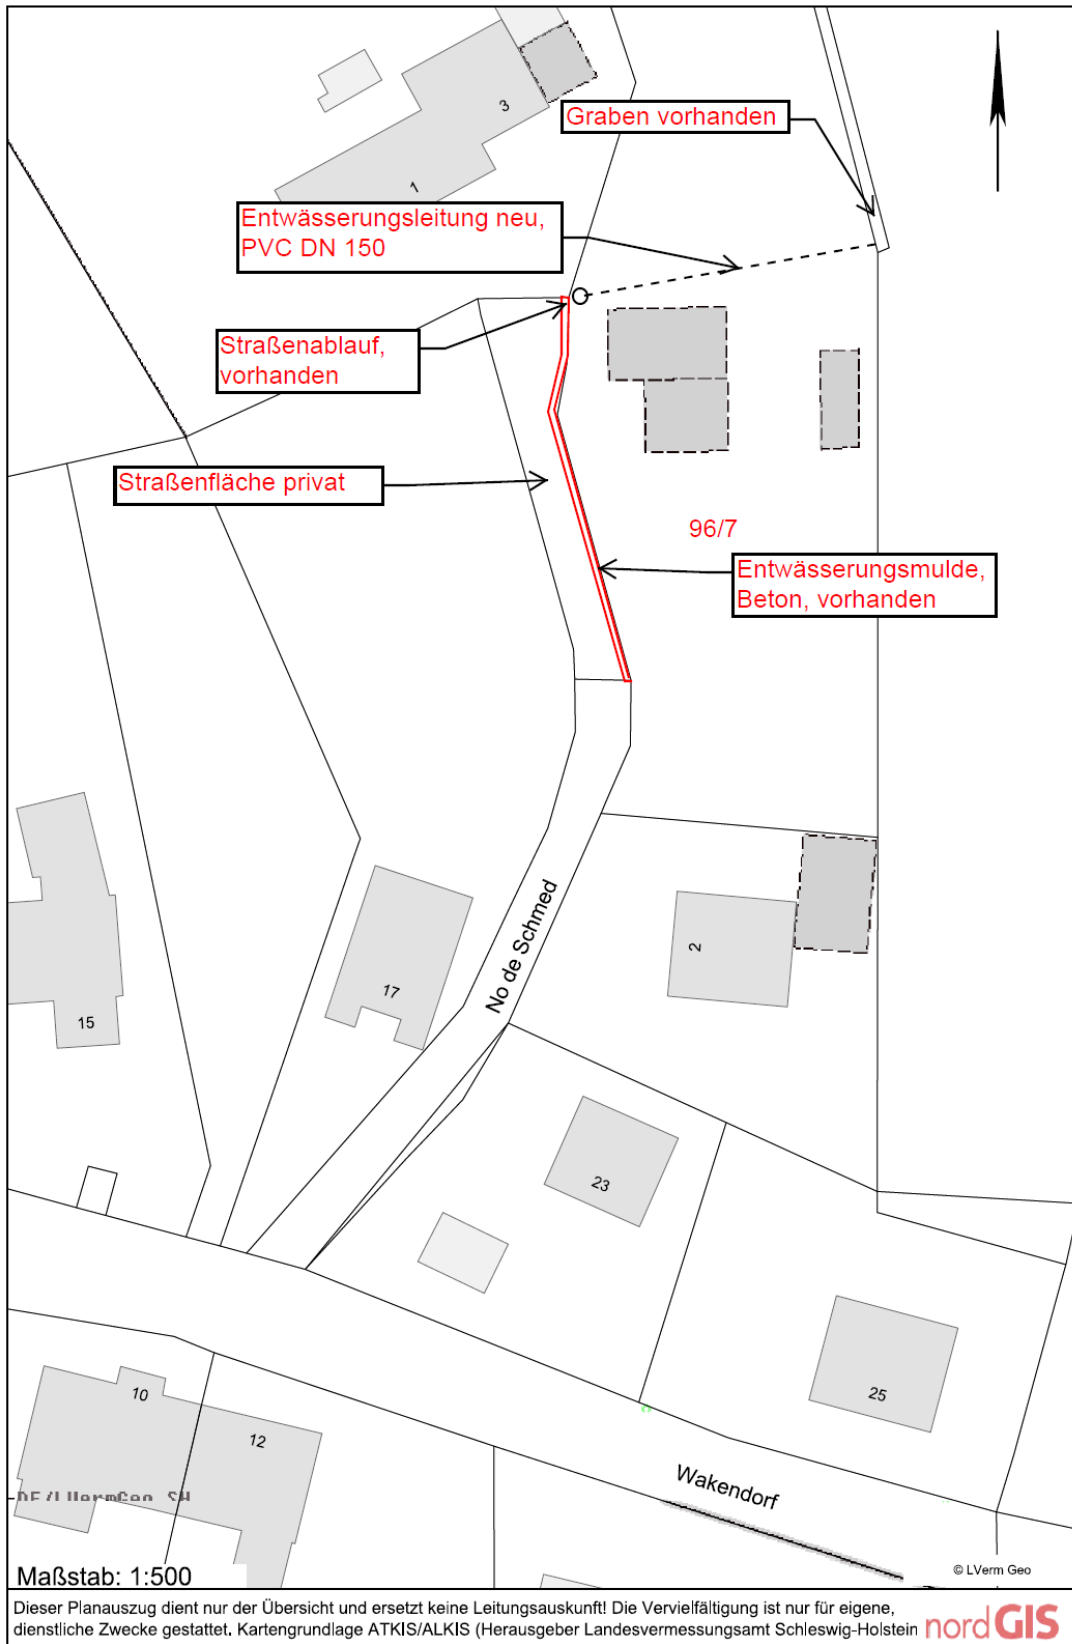 3
Graben vorhanden
1
Entwässerungsleitung neu,
PVC DN 150
Straßenablauf,
vorhanden
Straßenfläche privat
96/7
Entwässerungsmulde,
Beton, vorhanden
No de Schmed
2
17
15
23
25
10
12
Wakendorf
Maßstab: 1:500
© LVerm Geo
Dieser Planauszug dient nur der Übersicht und ersetzt keine Leitungsauskunft! Die Vervielfältigung ist nur für eigene,
dienstliche Zwecke gestattet. Kartengrundlage ATKIS/ALKIS (Herausgeber Landesvermessungsamt Schleswig-Holstein
nordGIS